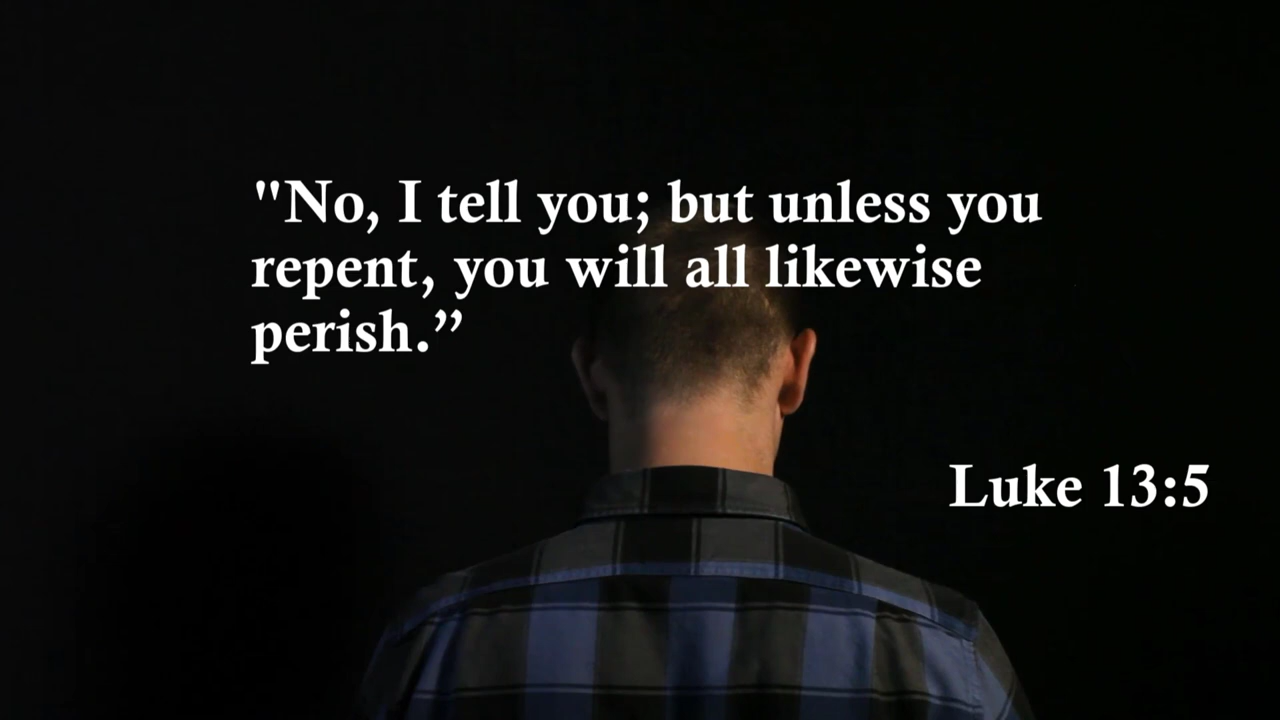 "No, I tell you; but unless you
repent, you will all likewise
perish.”
Luke 13:5